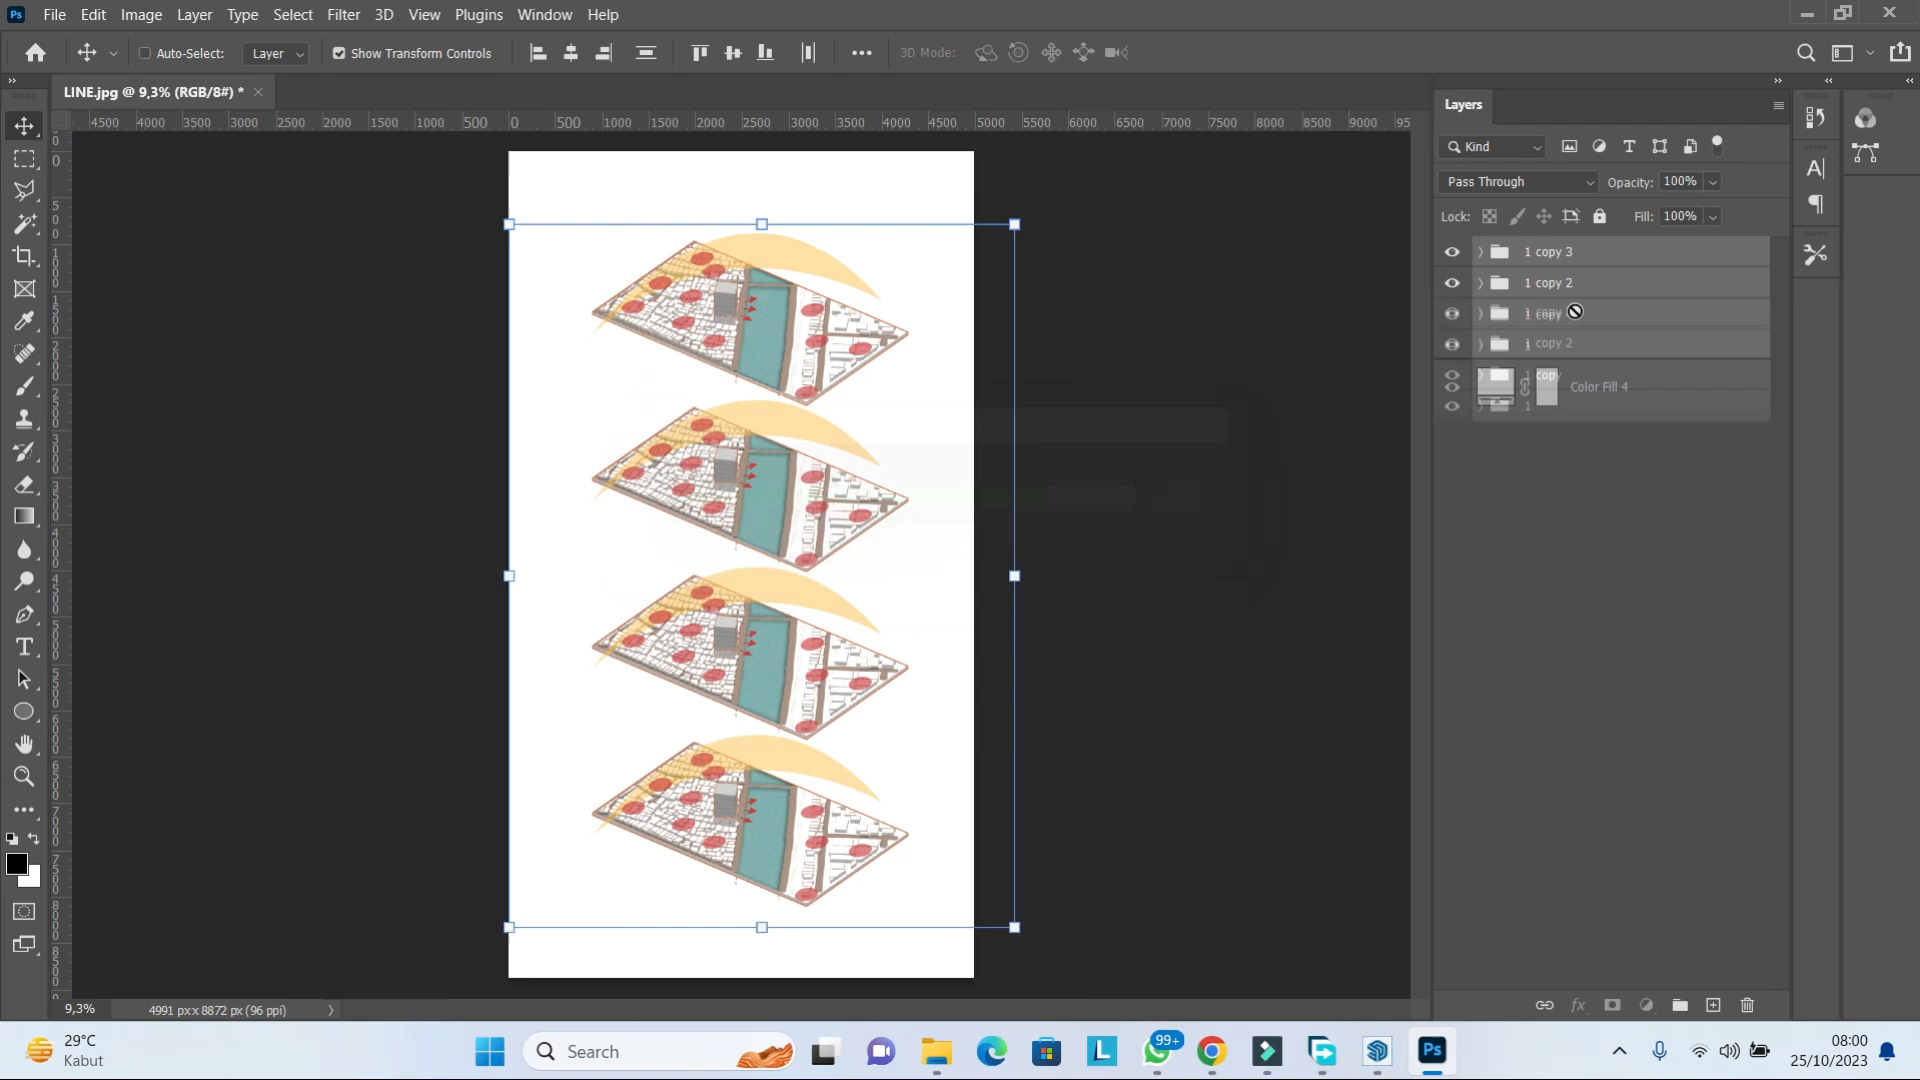 Ps File Edit Image Layer Type Select Filter 3D View Plugins Window Help
Auto-Select: Layer Show Transform Controls 3D Mode:
LINE.jpg @ 9,3% (RGB/8#) *
4500 4000 3500 3000 2500 2000 1500 1000 500 0 500 1000 1500 2000 2500 3000 3500 4000 4500 5000 5500 6000 6500 7000 7500 8000 8500 9000 95
Layers
Kind
Pass Through Opacity: 100%
Lock: Fill: 100%
1 copy 3
1 copy 2
1 copy
1 copy 2
1 copy
Color Fill 4
1
9,3% 4991 px x 8872 px (96 ppi)
29°C
Kabut
Search
99+
Ps
08:00
25/10/2023